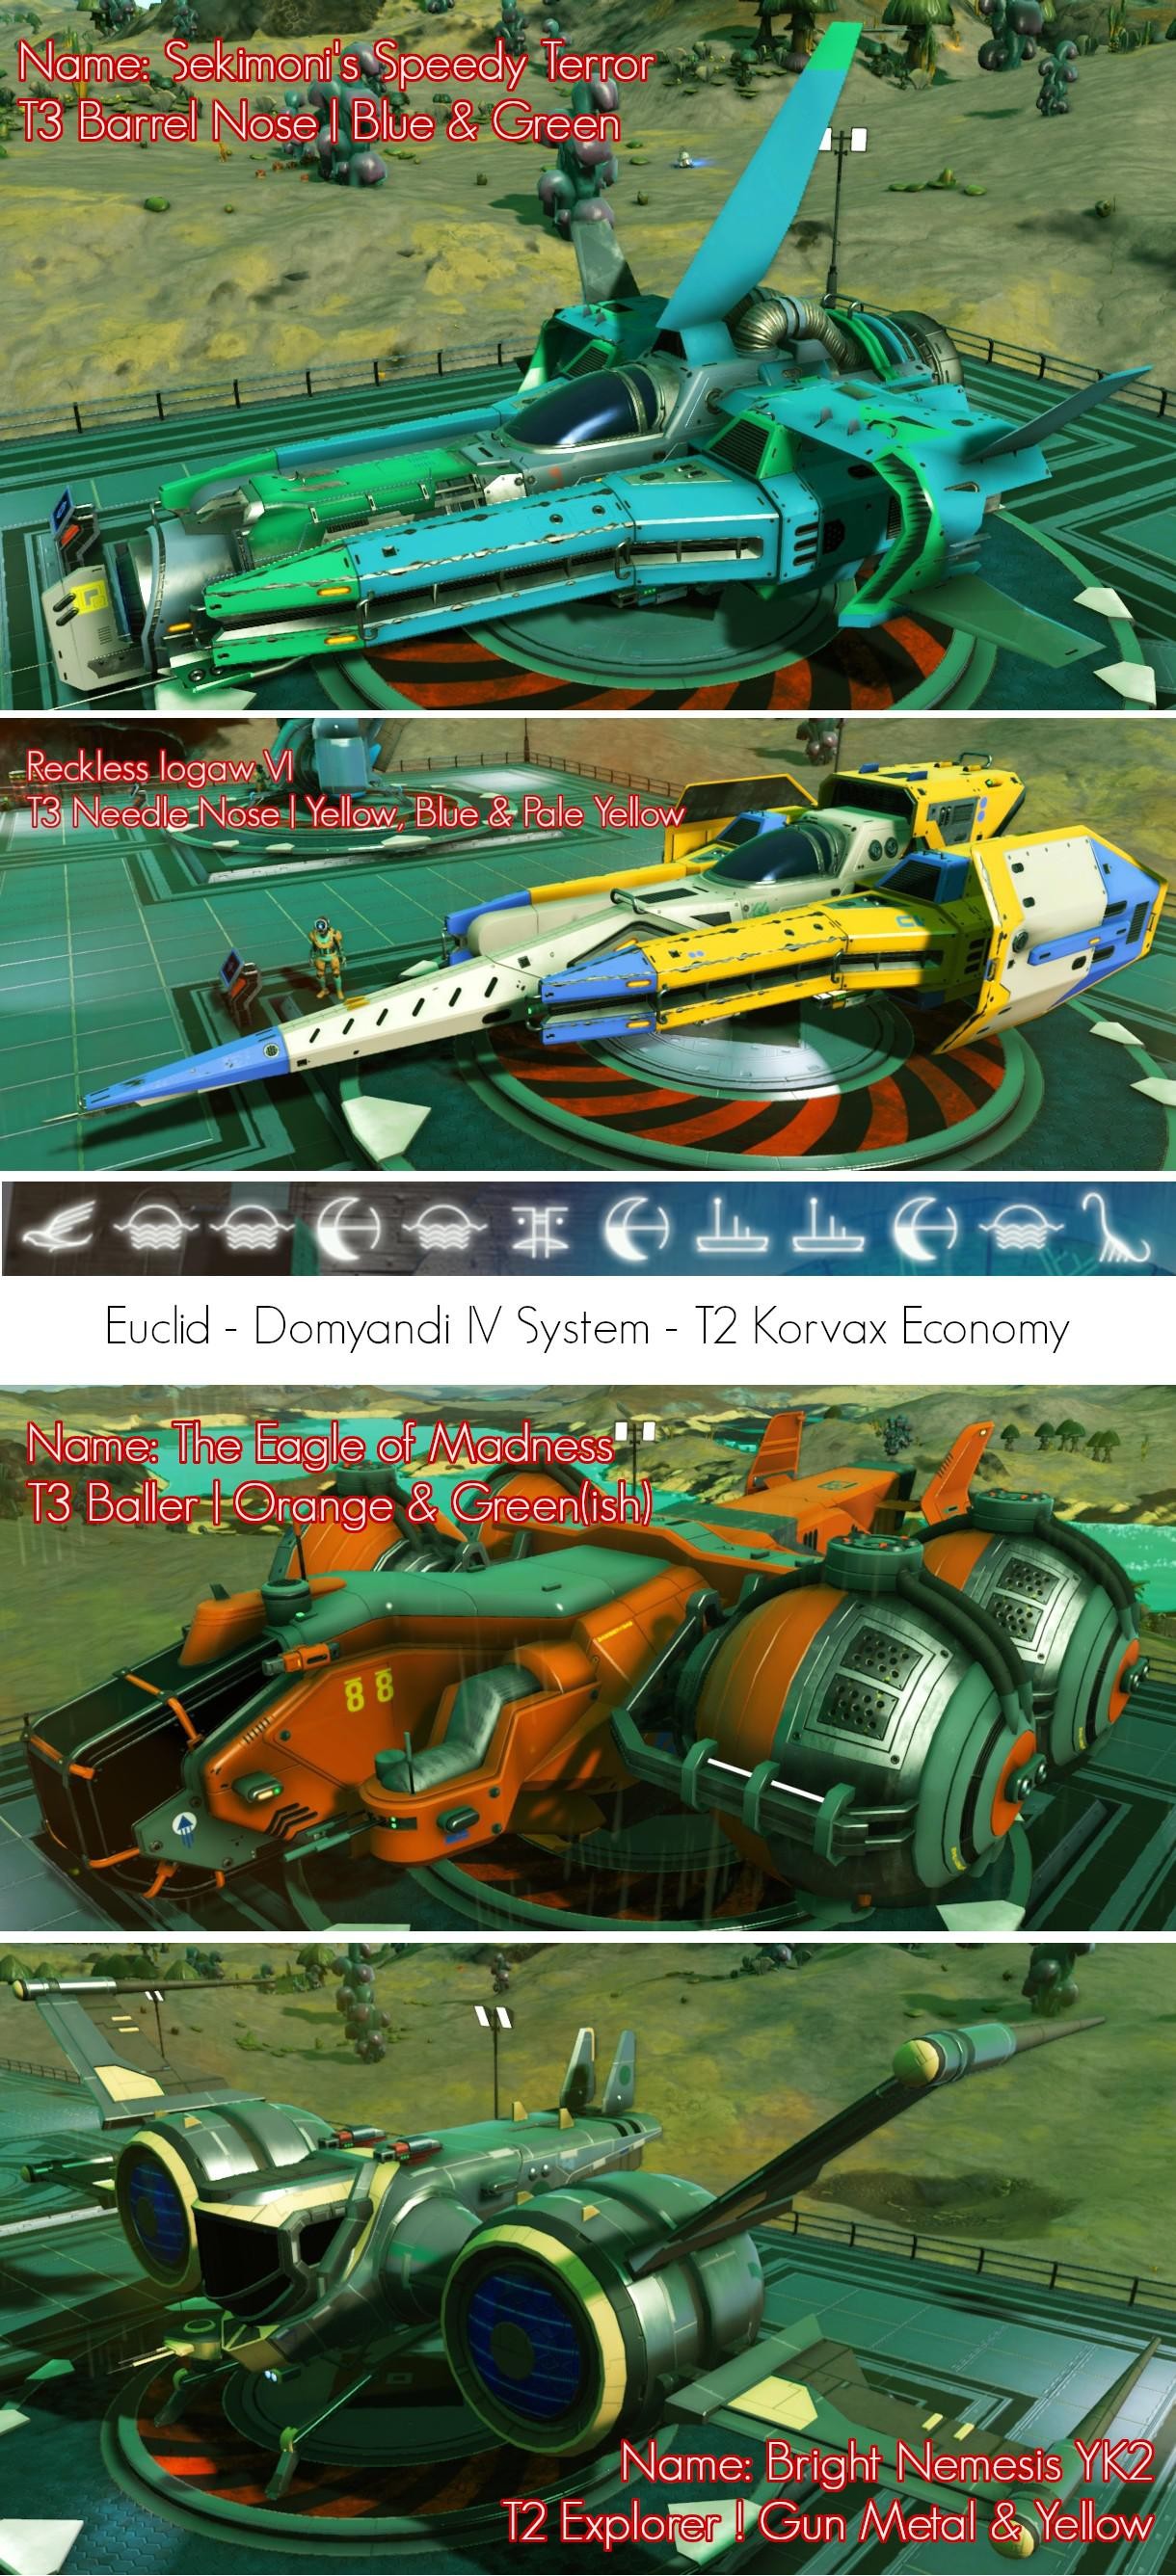 Name: Sekimoni's Speedy Terror
T3 Barrel Nose | Blue & Green
Reckless Iogaw VI
T3 Needle Nose | Yellow, Blue & Pale Yellow
Euclid - Domyandi IV System - T2 Korvax Economy
Name: The Eagle of Madness
T3 Baller | Orange & Green(ish)
88
Name: Bright Nemesis YK2
T2 Explorer ! Gun Metal & Yellow